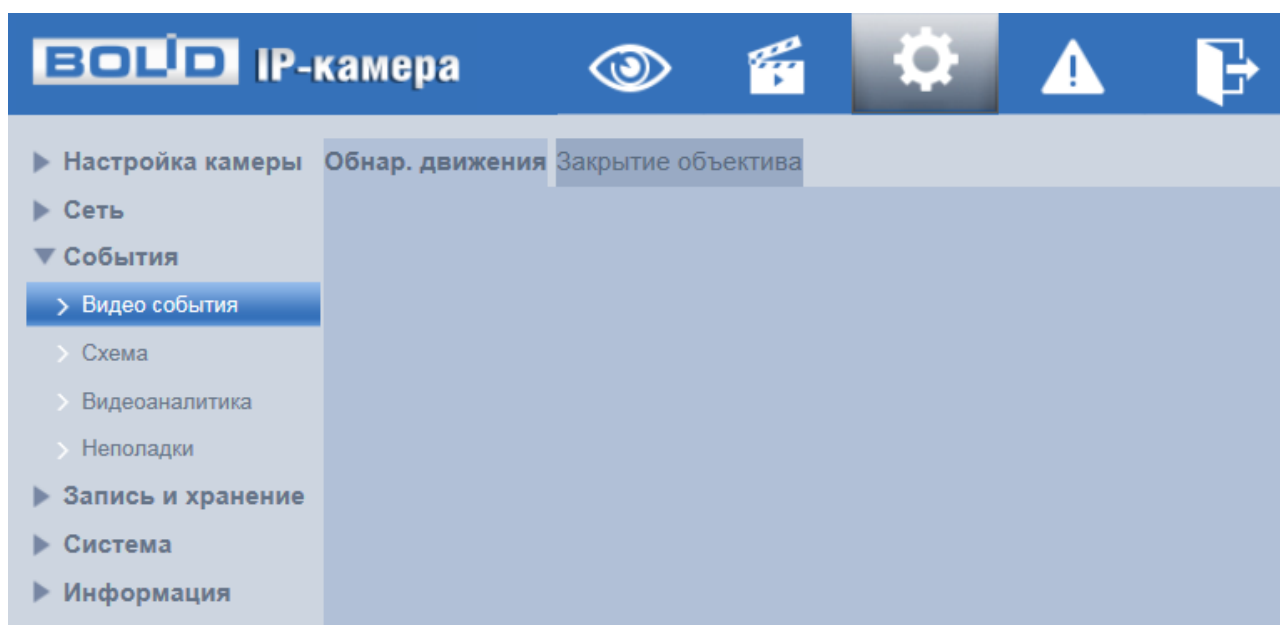 BOLID IP-камера
Настройка камеры
Обнар. движения
Закрытие объектива
Сеть
События
Видео события
Схема
Видеоаналитика
Неполадки
Запись и хранение
Система
Информация